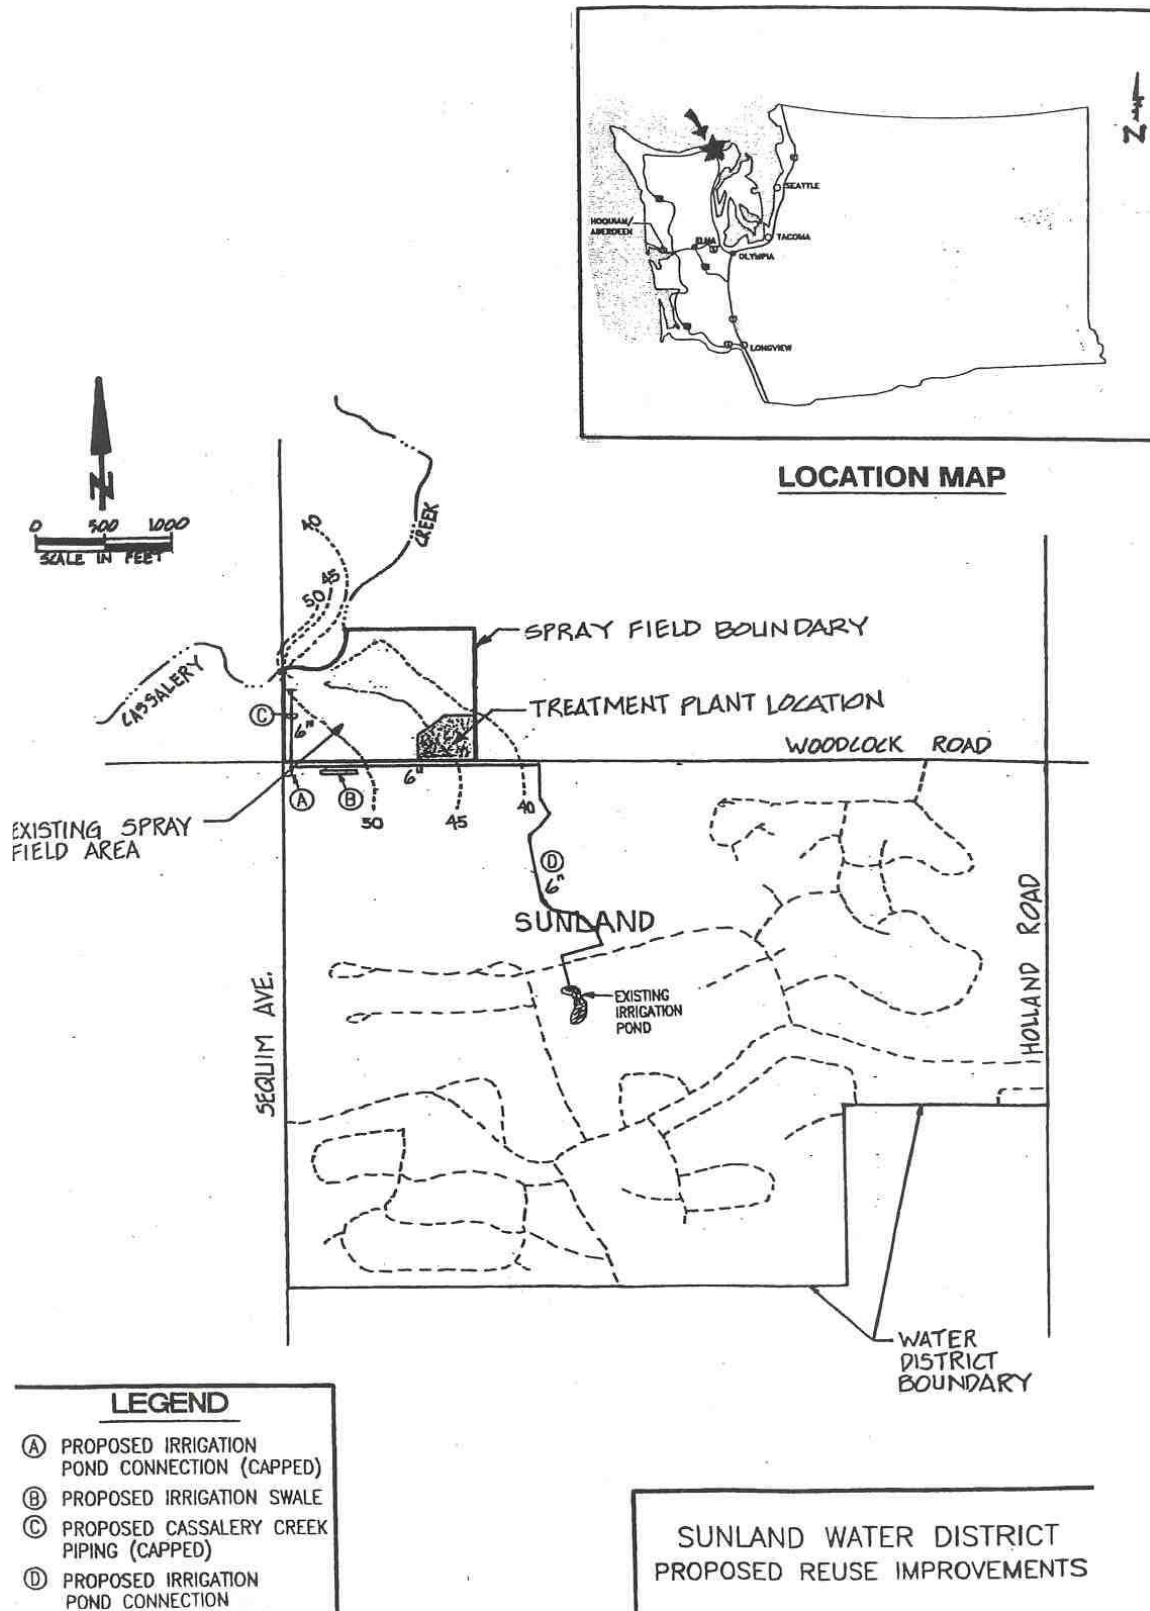 N
SEATTLE
HOQUIAM/
ABERDEEN
ELMA
TACOMA
OLYMPIA
LONGVIEW
LOCATION MAP
N
0 500 1000
SCALE IN FEET
CREEK
40
45
50
SPRAY FIELD BOUNDARY
CASSALERY
TREATMENT PLANT LOCATION
C
6"
WOODCOCK ROAD
A
B
6"
50
45
40
EXISTING SPRAY
FIELD AREA
D
6"
SUNLAND
HOLLAND ROAD
SEQUIM AVE.
EXISTING
IRRIGATION
POND
WATER
DISTRICT
BOUNDARY
LEGEND
A PROPOSED IRRIGATION
POND CONNECTION (CAPPED)
B PROPOSED IRRIGATION SWALE
C PROPOSED CASSALERY CREEK
PIPING (CAPPED)
D PROPOSED IRRIGATION
POND CONNECTION
SUNLAND WATER DISTRICT
PROPOSED REUSE IMPROVEMENTS